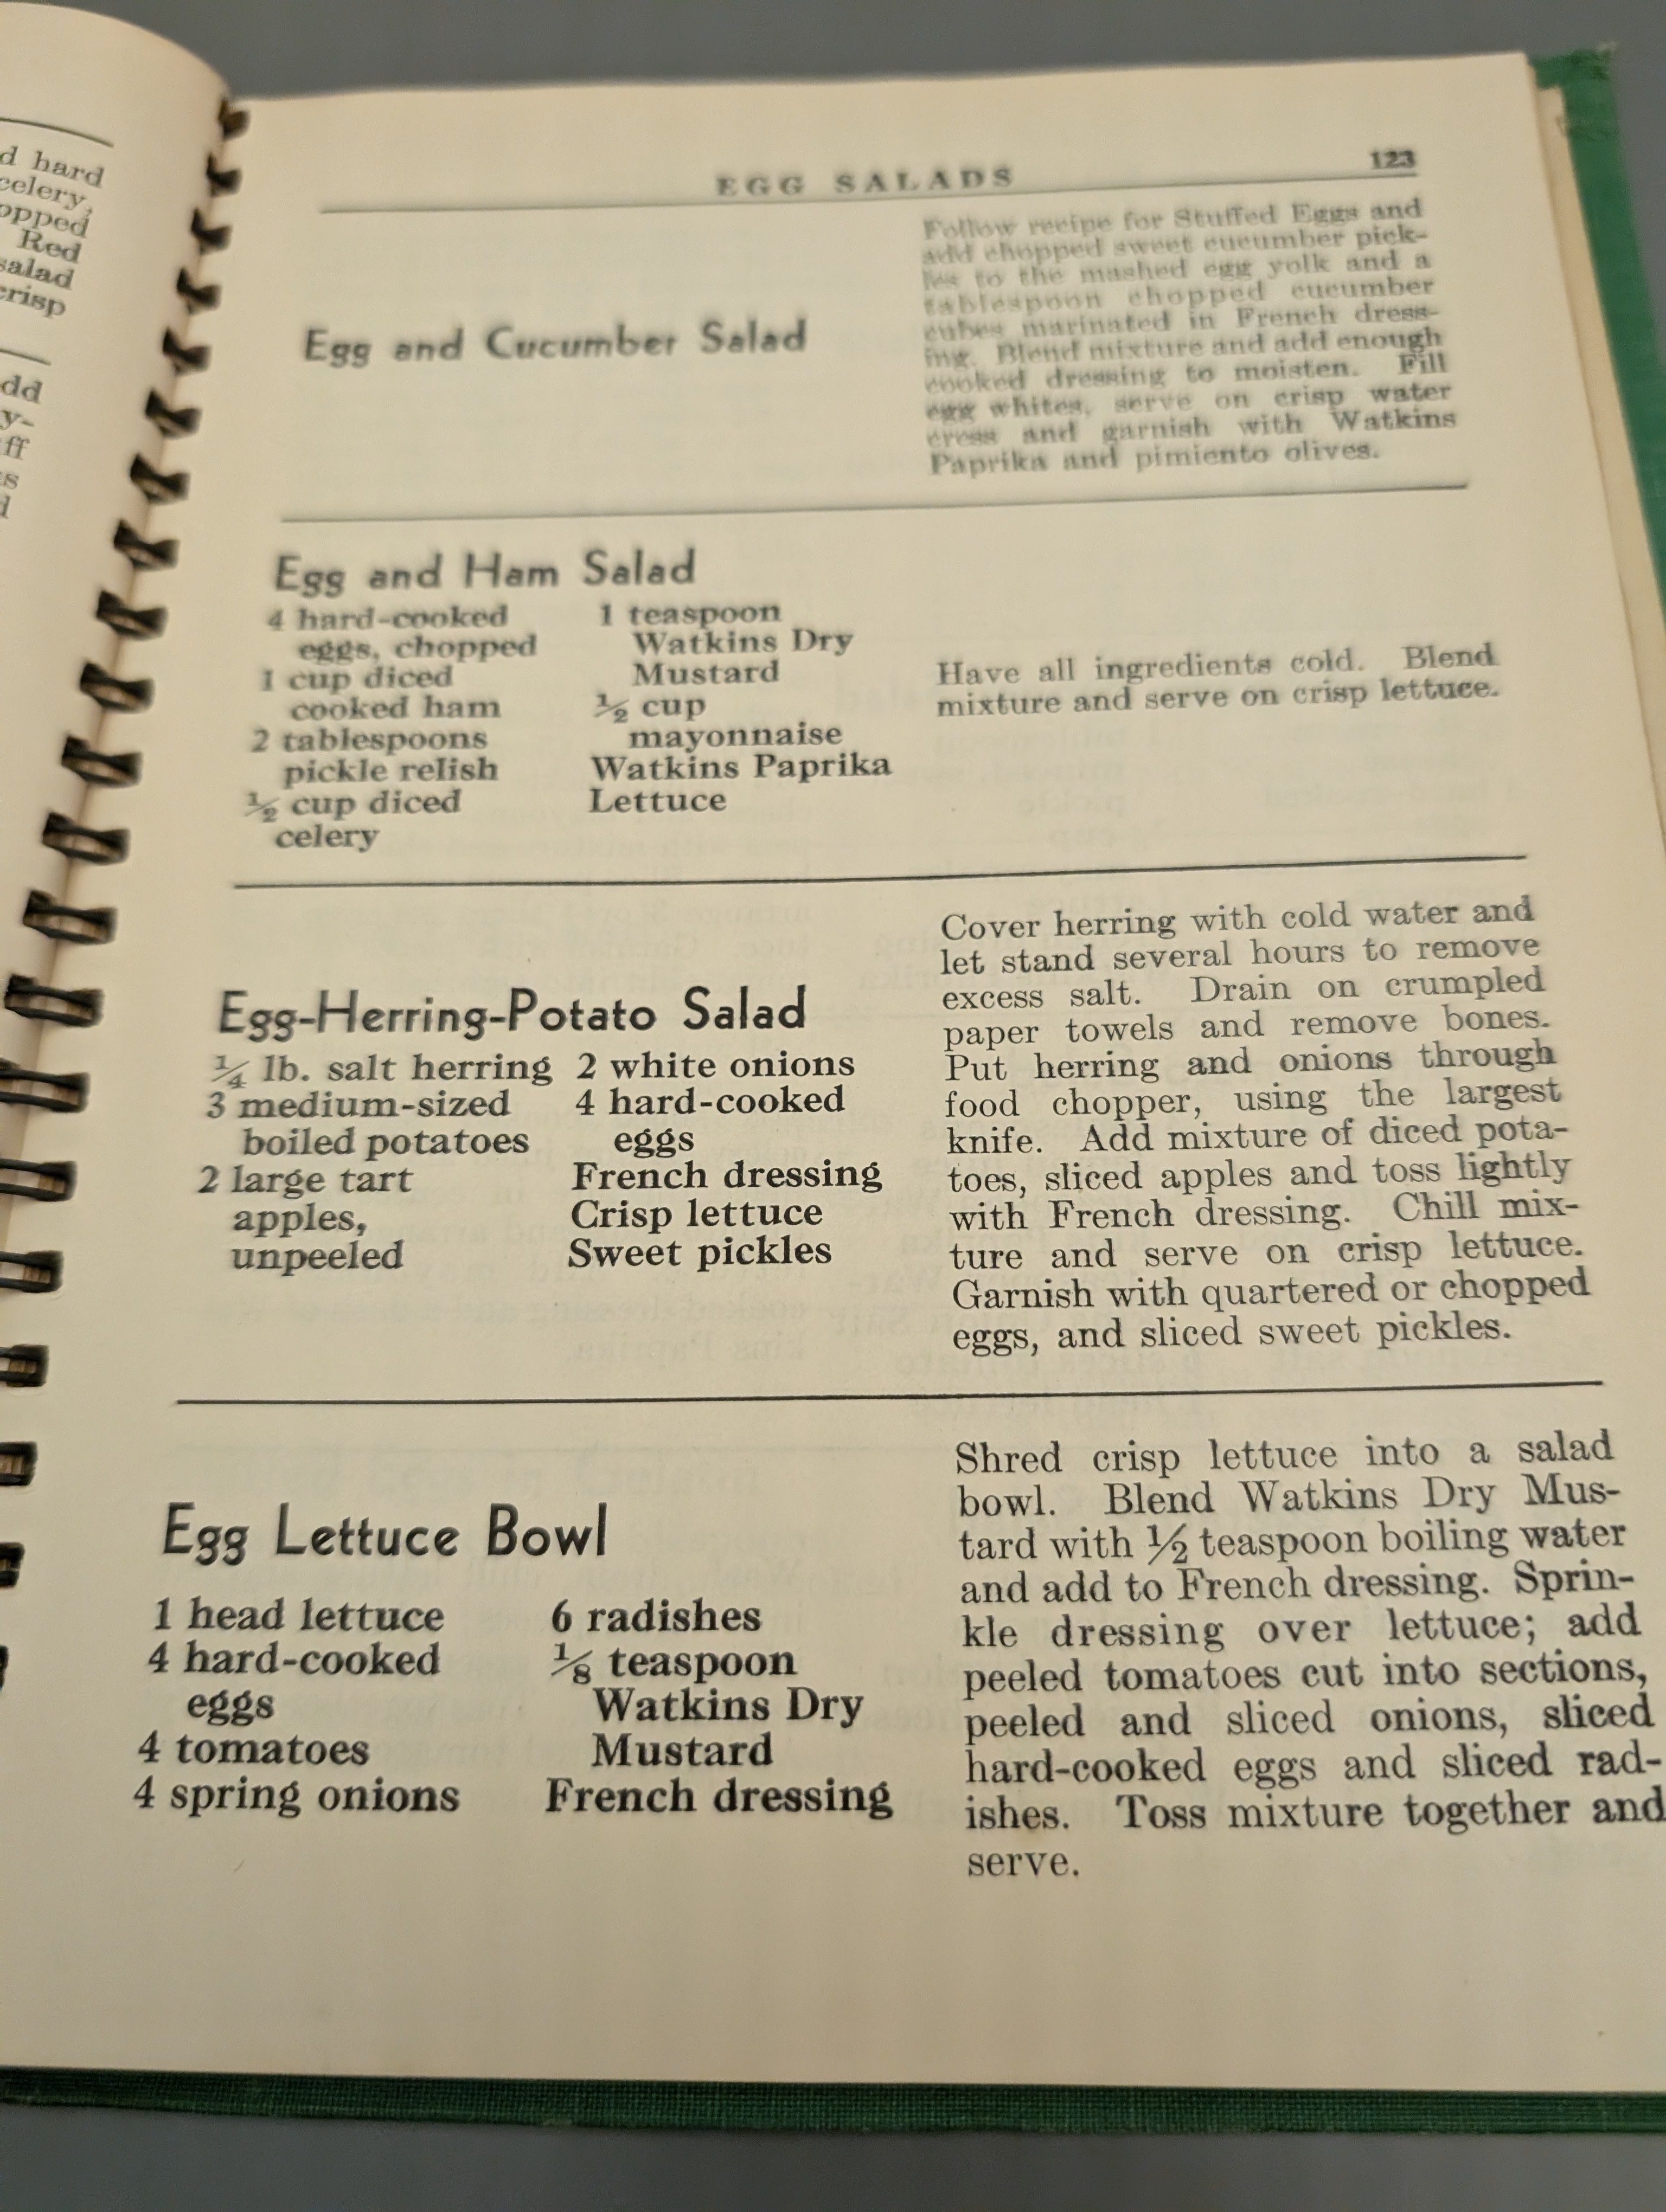 d hard
celery,
opped
Red
salad
crisp
dd
y-
ff
s
d
EGG SALADS
123
Egg and Cucumber Salad
Follow recipe for Stuffed Eggs and
add chopped sweet cucumber pick-
les to the mashed egg yolk and a
tablespoon chopped cucumber
cubes marinated in French dress-
ing. Blend mixture and add enough
cooked dressing to moisten. Fill
egg whites, serve on crisp water
cress and garnish with Watkins
Paprika and pimiento olives.
Egg and Ham Salad
4 hard-cooked
eggs, chopped
1 cup diced
cooked ham
2 tablespoons
pickle relish
½ cup diced
celery
1 teaspoon
Watkins Dry
Mustard
½ cup
mayonnaise
Watkins Paprika
Lettuce
Have all ingredients cold. Blend
mixture and serve on crisp lettuce.
Egg-Herring-Potato Salad
¼ lb. salt herring
3 medium-sized
boiled potatoes
2 large tart
apples,
unpeeled
2 white onions
4 hard-cooked
eggs
French dressing
Crisp lettuce
Sweet pickles
Cover herring with cold water and
let stand several hours to remove
excess salt. Drain on crumpled
paper towels and remove bones.
Put herring and onions through
food chopper, using the largest
knife. Add mixture of diced pota-
toes, sliced apples and toss lightly
with French dressing. Chill mix-
ture and serve on crisp lettuce.
Garnish with quartered or chopped
eggs, and sliced sweet pickles.
Egg Lettuce Bowl
1 head lettuce
4 hard-cooked
eggs
4 tomatoes
4 spring onions
6 radishes
⅛ teaspoon
Watkins Dry
Mustard
French dressing
Shred crisp lettuce into a salad
bowl. Blend Watkins Dry Mus-
tard with ½ teaspoon boiling water
and add to French dressing. Sprin-
kle dressing over lettuce; add
peeled tomatoes cut into sections,
peeled and sliced onions, sliced
hard-cooked eggs and sliced rad-
ishes. Toss mixture together and
serve.